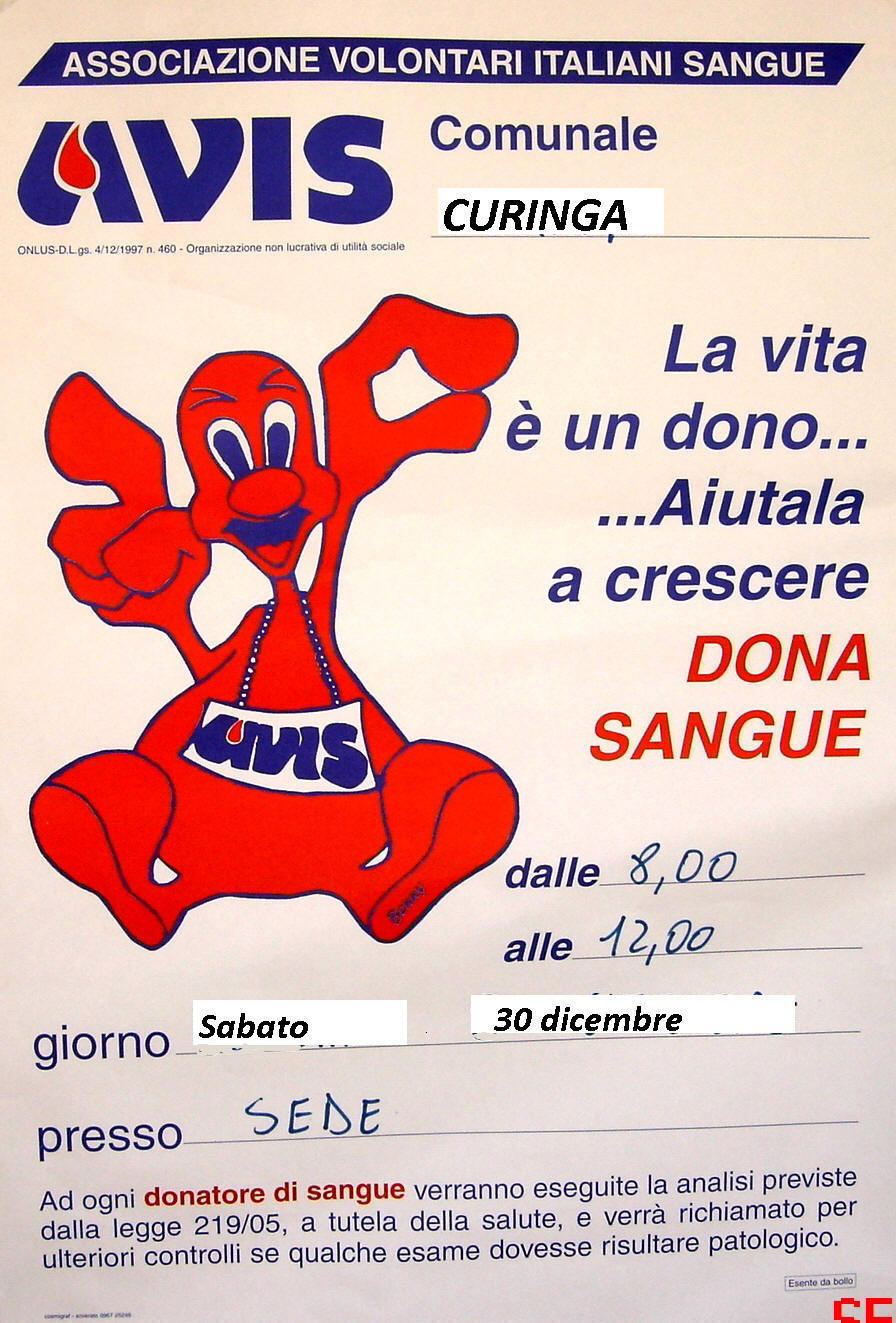 ASSOCIAZIONE VOLONTARI ITALIANI SANGUE
AVIS
Comunale
CURINGA
ONLUS-D.L.gs. 4/12/1997 n. 460 - Organizzazione non lucrativa di utilità sociale
La vita
è un dono...
...Aiutala
a crescere
DONA
SANGUE
AVIS
dalle 8,00
alle 12,00
giorno Sabato 30 dicembre
presso SEDE
Ad ogni donatore di sangue verranno eseguite la analisi previste
dalla legge 219/05, a tutela della salute, e verrà richiamato per
ulteriori controlli se qualche esame dovesse risultare patologico.
Esente da bollo